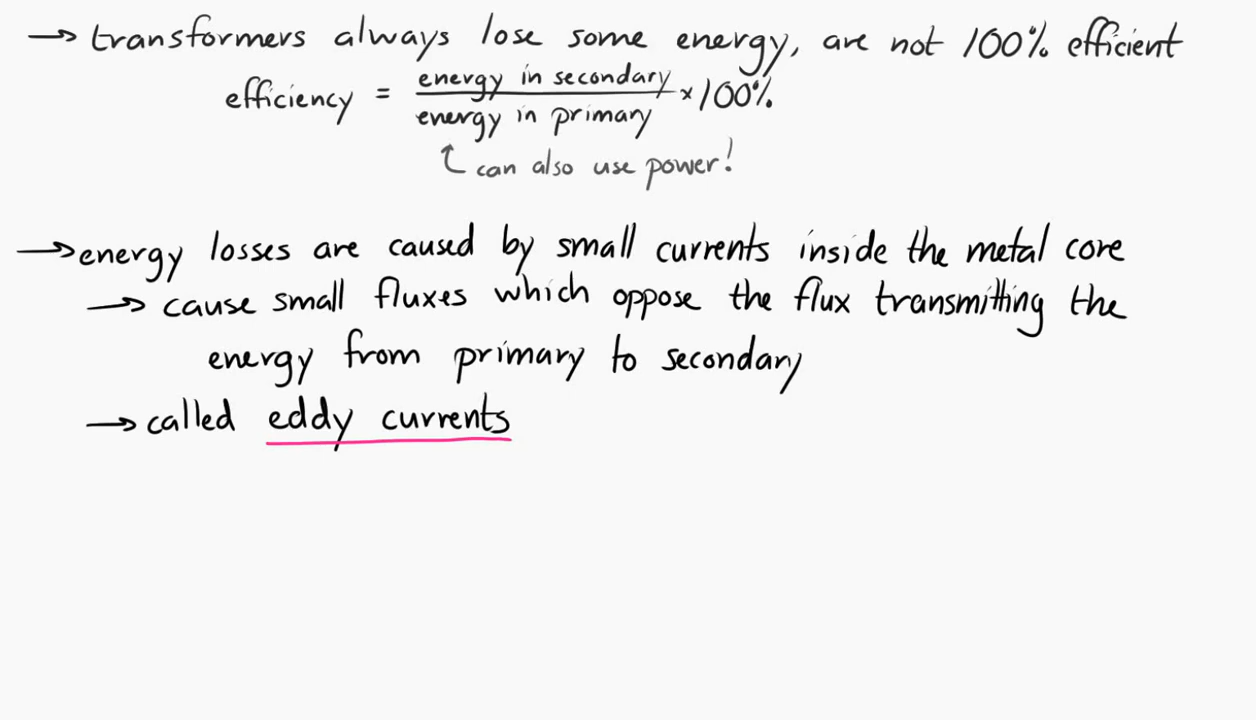 → transformers always lose some energy, are not 100% efficient
efficiency = energy in secondary / energy in primary × 100%
↑ can also use power!
→ energy losses are caused by small currents inside the metal core
→ cause small fluxes which oppose the flux transmitting the
energy from primary to secondary
→ called eddy currents